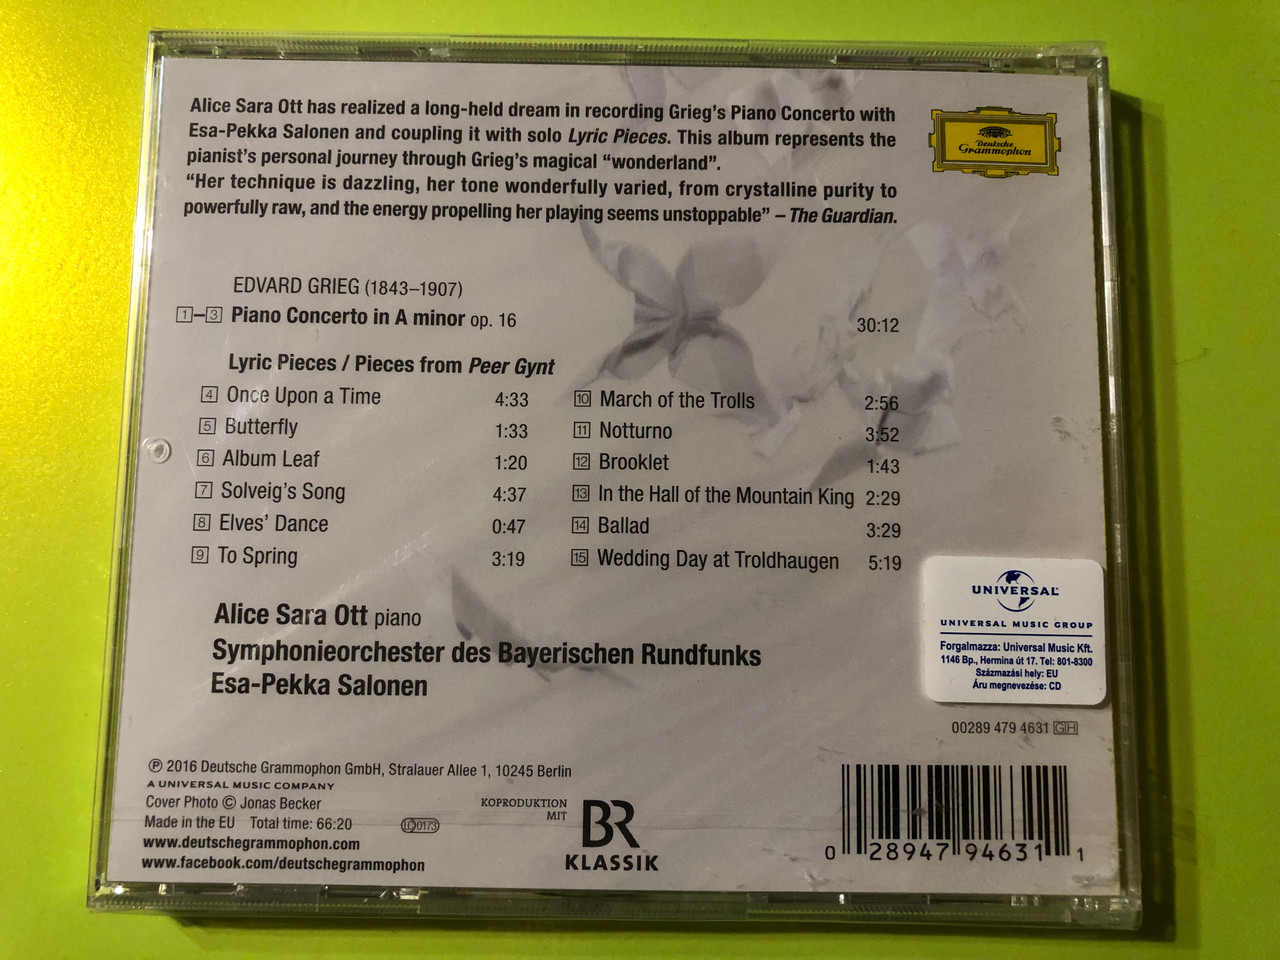 Alice Sara Ott has realized a long-held dream in recording Grieg's Piano Concerto with
Esa-Pekka Salonen and coupling it with solo Lyric Pieces. This album represents the
pianist's personal journey through Grieg's magical "wonderland".
"Her technique is dazzling, her tone wonderfully varied, from crystalline purity to
powerfully raw, and the energy propelling her playing seems unstoppable" – The Guardian.
Deutsche
Grammophon
EDVARD GRIEG (1843–1907)
1–3 Piano Concerto in A minor op. 16 30:12
Lyric Pieces / Pieces from Peer Gynt
4 Once Upon a Time 4:33
5 Butterfly 1:33
6 Album Leaf 1:20
7 Solveig's Song 4:37
8 Elves' Dance 0:47
9 To Spring 3:19
10 March of the Trolls 2:56
11 Notturno 3:52
12 Brooklet 1:43
13 In the Hall of the Mountain King 2:29
14 Ballad 3:29
15 Wedding Day at Troldhaugen 5:19
Alice Sara Ott piano
Symphonieorchester des Bayerischen Rundfunks
Esa-Pekka Salonen
UNIVERSAL
UNIVERSAL MUSIC GROUP
Forgalmazza: Universal Music Kft.
1146 Bp., Hermina út 17. Tel: 801-8300
Származási hely: EU
Áru megnevezése: CD
00289 479 4631 GH
℗ 2016 Deutsche Grammophon GmbH, Stralauer Allee 1, 10245 Berlin
A UNIVERSAL MUSIC COMPANY
Cover Photo © Jonas Becker
Made in the EU Total time: 66:20 LC 0173
www.deutschegrammophon.com
www.facebook.com/deutschegrammophon
KOPRODUKTION
MIT
BR
KLASSIK
0 28947 94631 1